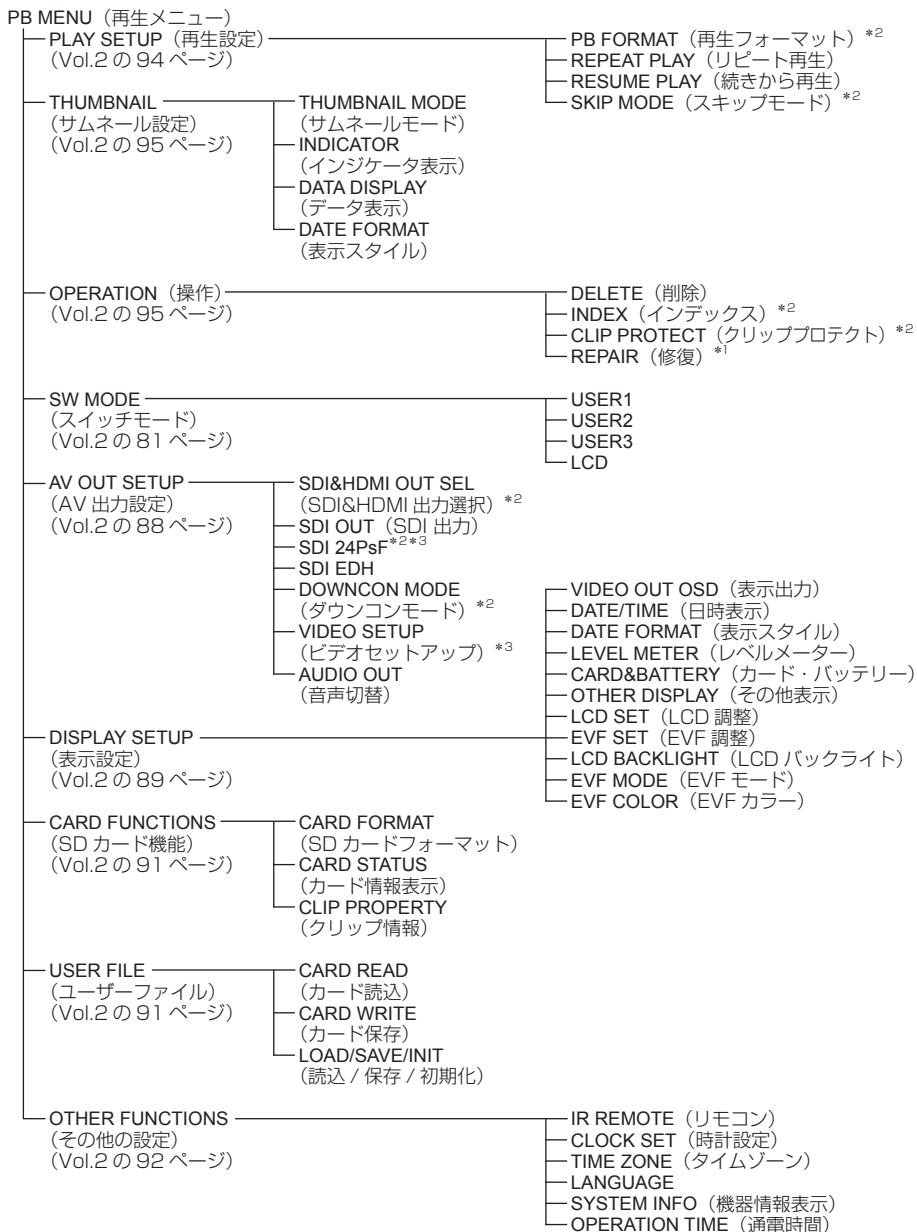 PB MENU（再生メニュー）
PLAY SETUP（再生設定）
（Vol.2 の 94 ページ）
PB FORMAT（再生フォーマット）*2
REPEAT PLAY（リピート再生）
RESUME PLAY（続きから再生）
SKIP MODE（スキップモード）*2
THUMBNAIL
（サムネール設定）
（Vol.2 の 95 ページ）
THUMBNAIL MODE
（サムネールモード）
INDICATOR
（インジケータ表示）
DATA DISPLAY
（データ表示）
DATE FORMAT
（表示スタイル）
OPERATION（操作）
（Vol.2 の 95 ページ）
DELETE（削除）
INDEX（インデックス）*2
CLIP PROTECT（クリッププロテクト）*2
REPAIR（修復）*1
SW MODE
（スイッチモード）
（Vol.2 の 81 ページ）
USER1
USER2
USER3
LCD
AV OUT SETUP
（AV 出力設定）
（Vol.2 の 88 ページ）
SDI&HDMI OUT SEL
（SDI&HDMI 出力選択）*2
SDI OUT（SDI 出力）
SDI 24PsF*2*3
SDI EDH
DOWNCON MODE
（ダウンコンモード）*2
VIDEO SETUP
（ビデオセットアップ）*3
AUDIO OUT
（音声切替）
DISPLAY SETUP
（表示設定）
（Vol.2 の 89 ページ）
VIDEO OUT OSD（表示出力）
DATE/TIME（日時表示）
DATE FORMAT（表示スタイル）
LEVEL METER（レベルメーター）
CARD&BATTERY（カード・バッテリー）
OTHER DISPLAY（その他表示）
LCD SET（LCD 調整）
EVF SET（EVF 調整）
LCD BACKLIGHT（LCD バックライト）
EVF MODE（EVF モード）
EVF COLOR（EVF カラー）
CARD FUNCTIONS
（SD カード機能）
（Vol.2 の 91 ページ）
CARD FORMAT
（SD カードフォーマット）
CARD STATUS
（カード情報表示）
CLIP PROPERTY
（クリップ情報）
USER FILE
（ユーザーファイル）
（Vol.2 の 91 ページ）
CARD READ
（カード読込）
CARD WRITE
（カード保存）
LOAD/SAVE/INIT
（読込 / 保存 / 初期化）
OTHER FUNCTIONS
（その他の設定）
（Vol.2 の 92 ページ）
IR REMOTE（リモコン）
CLOCK SET（時計設定）
TIME ZONE（タイムゾーン）
LANGUAGE
SYSTEM INFO（機器情報表示）
OPERATION TIME（通電時間）